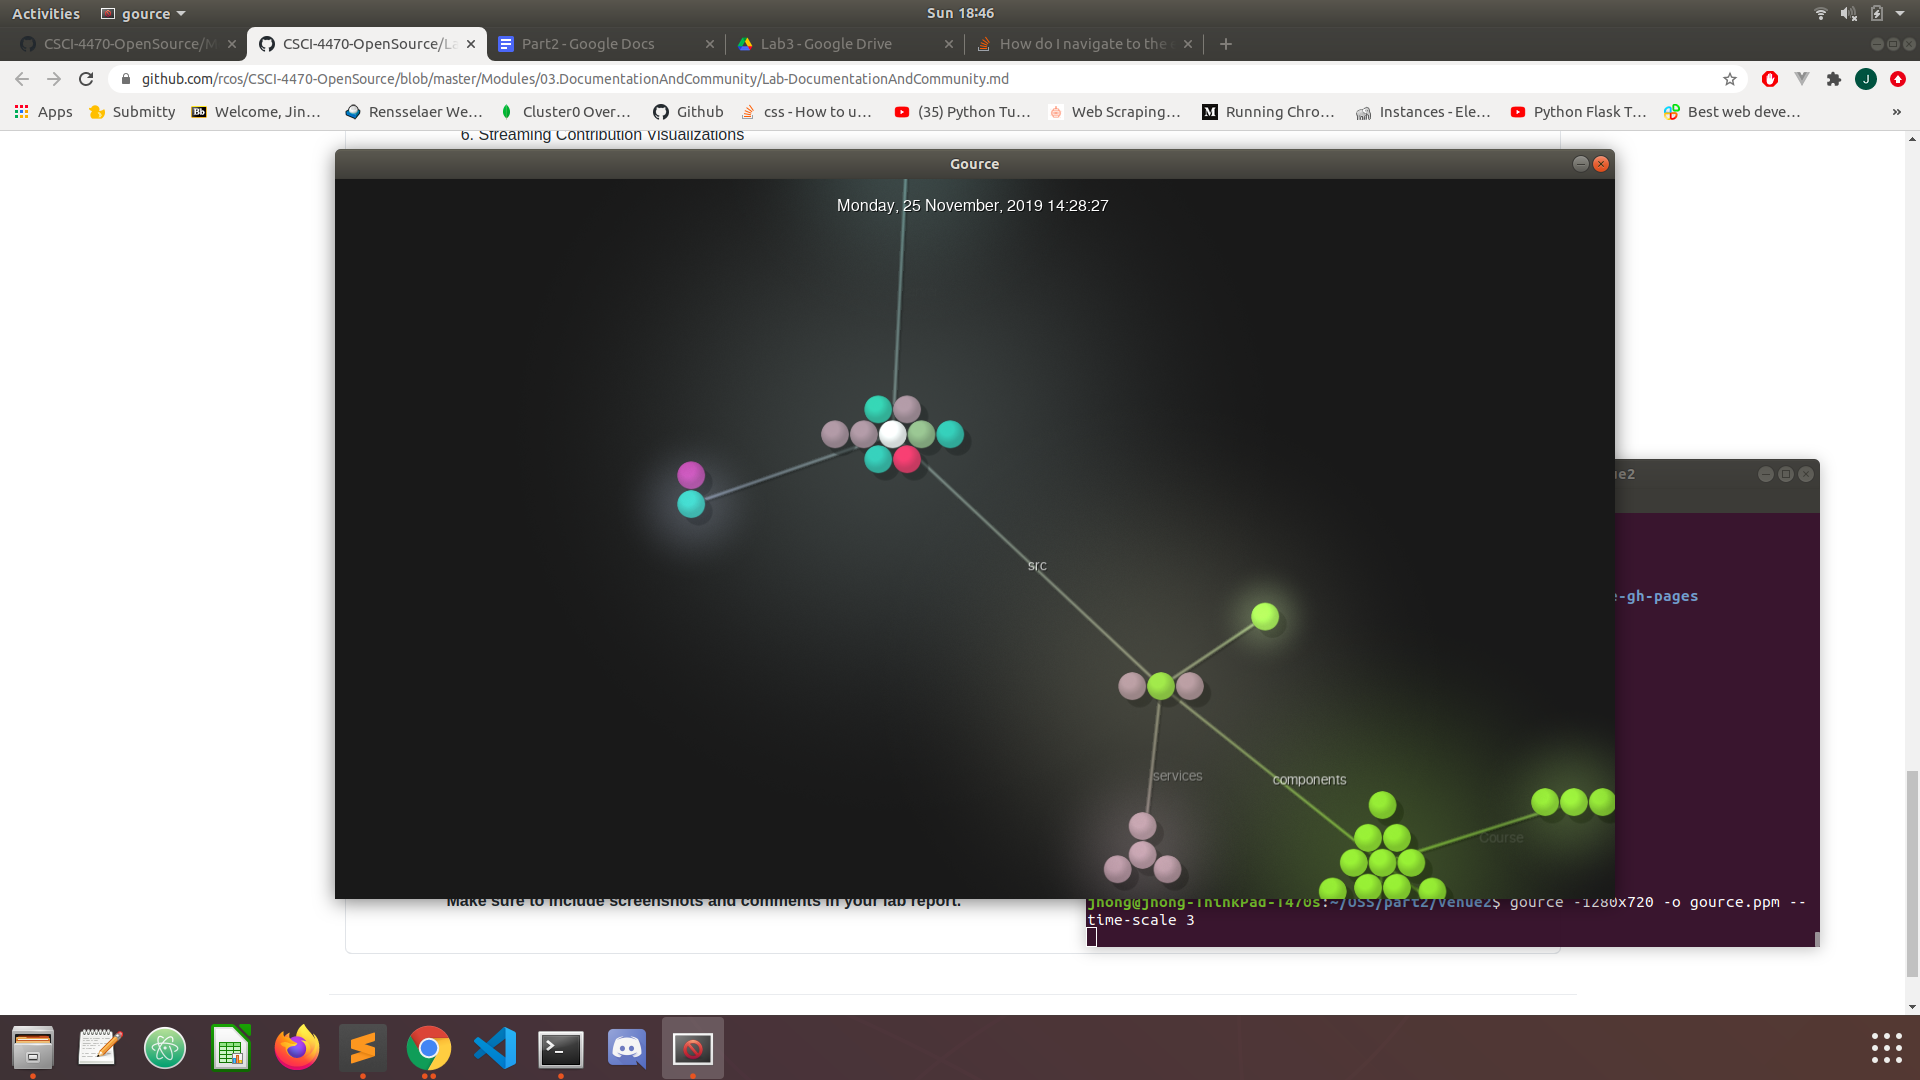 Activities
gource
Sun 18:46
CSCI-4470-OpenSource/M
CSCI-4470-OpenSource/La
Part2 - Google Docs
Lab3 - Google Drive
How do I navigate to the
github.com/rcos/CSCI-4470-OpenSource/blob/master/Modules/03.DocumentationAndCommunity/Lab-DocumentationAndCommunity.md
J
Apps
Submitty
Bb
Welcome, Jin...
Rensselaer We...
Cluster0 Over...
Github
css - How to u...
(35) Python Tu...
Web Scraping...
M
Running Chro...
Instances - Ele...
Python Flask T...
Best web deve...
»
6. Streaming Contribution Visualizations
Gource
Monday, 25 November, 2019 14:28:27
src
services
components
Course
ue2
e-gh-pages
Make sure to include screenshots and comments in your lab report.
jhong@jhong-ThinkPad-T470s:~/OSS/part2/venue2$ gource -1280x720 -o gource.ppm --
time-scale 3